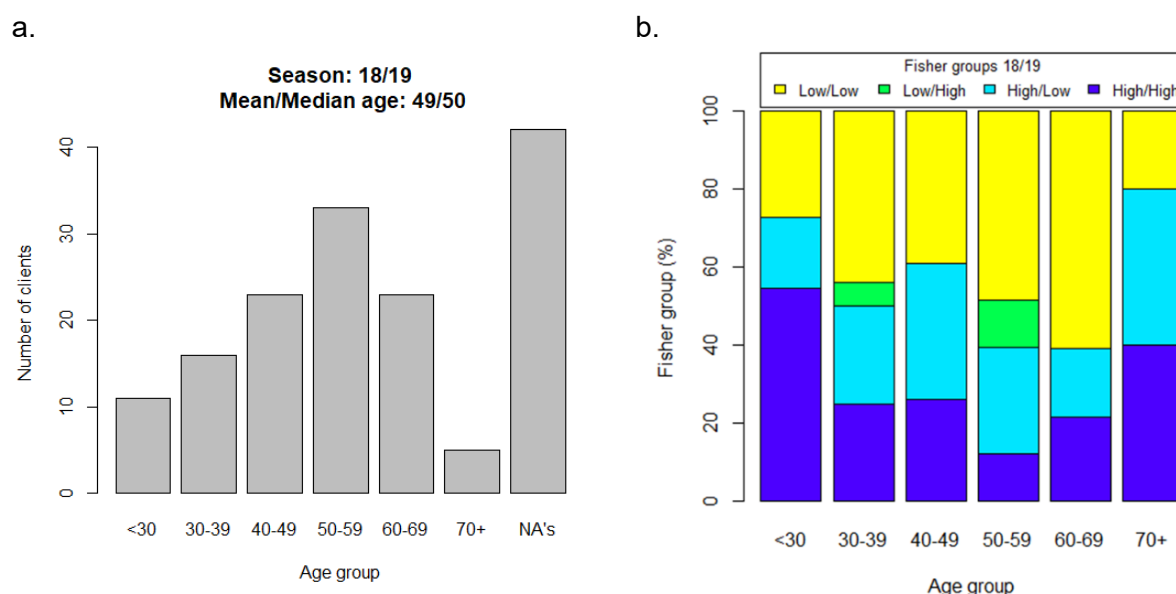 a.
Season: 18/19
Mean/Median age: 49/50
Number of clients
40
30
20
10
0
<30 30-39 40-49 50-59 60-69 70+ NA's
Age group
b.
Fisher groups 18/19
Low/Low Low/High High/Low High/High
Fisher group (%)
100
80
60
40
20
0
<30 30-39 40-49 50-59 60-69 70+
Age group